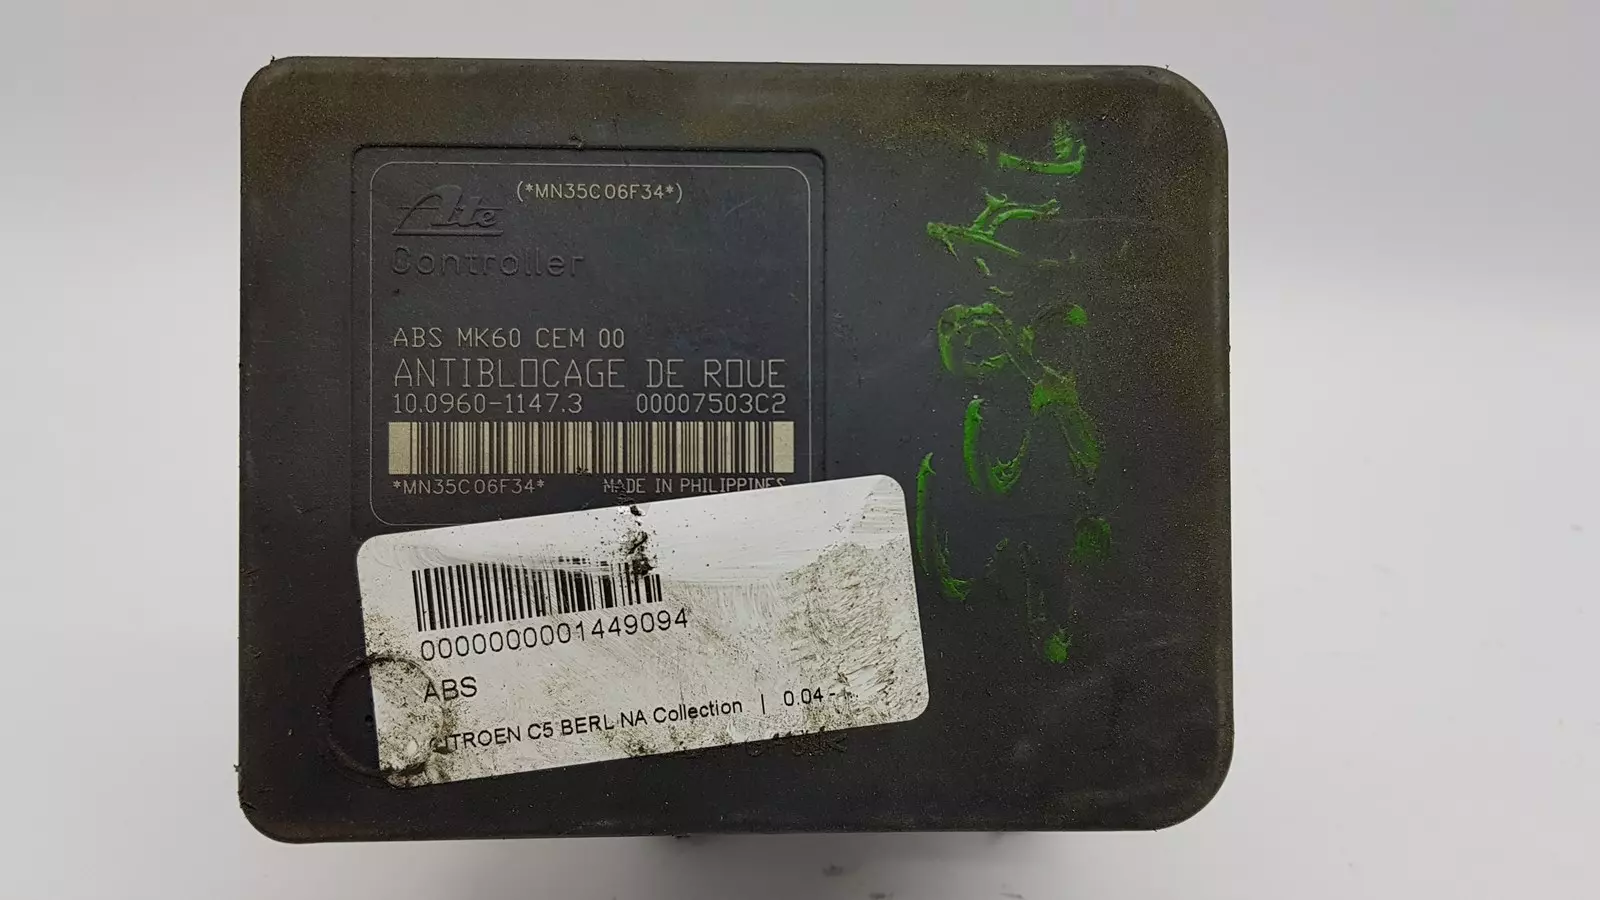 (*MN35C06F34*)
Ate
Controller
ABS MK60 CEM 00
ANTIBLOCAGE DE ROUE
10.0960-1147.3 00007503C2
*MN35C06F34* MADE IN PHILIPPINES
0000000001449094
ABS
CITROEN C5 BERLINA Collection | 0.04 -